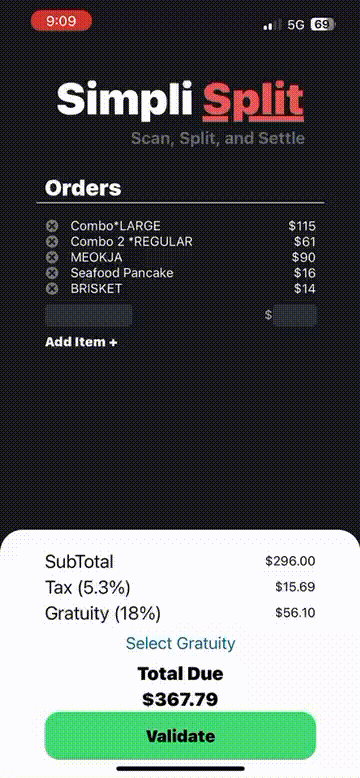 9:09
5G 69
Simpli Split
Scan, Split, and Settle
Orders
Combo*LARGE $115
Combo 2 *REGULAR $61
MEOKJA $90
Seafood Pancake $16
BRISKET $14
$
Add Item +
SubTotal $296.00
Tax (5.3%) $15.69
Gratuity (18%) $56.10
Select Gratuity
Total Due
$367.79
Validate